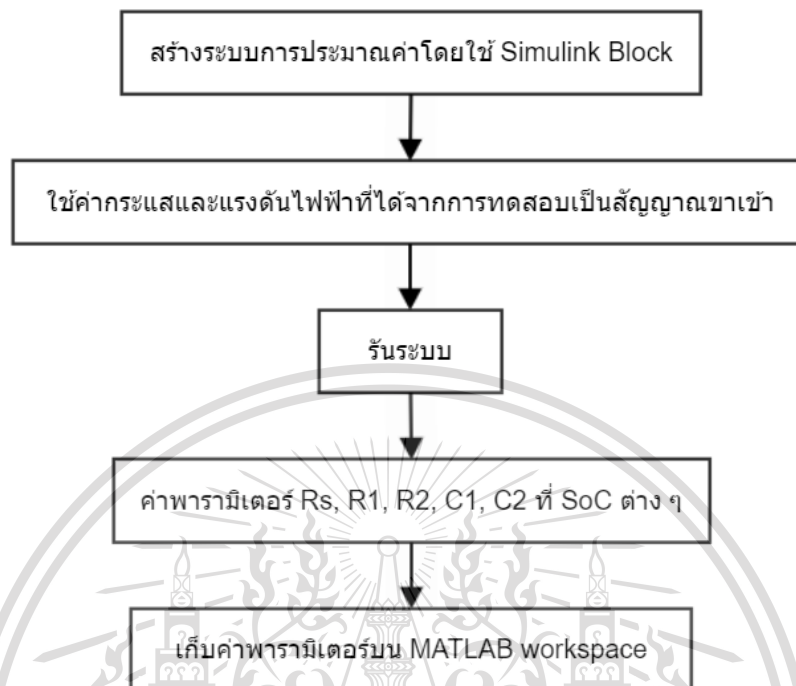 สร้างระบบการประมาณค่าโดยใช้ Simulink Block
ใช้ค่ากระแสและแรงดันไฟฟ้าที่ได้จากการทดสอบเป็นสัญญาณขาเข้า
รันระบบ
ค่าพารามิเตอร์ Rs, R1, R2, C1, C2 ที่ SoC ต่าง ๆ
เก็บค่าพารามิเตอร์บน MATLAB workspace